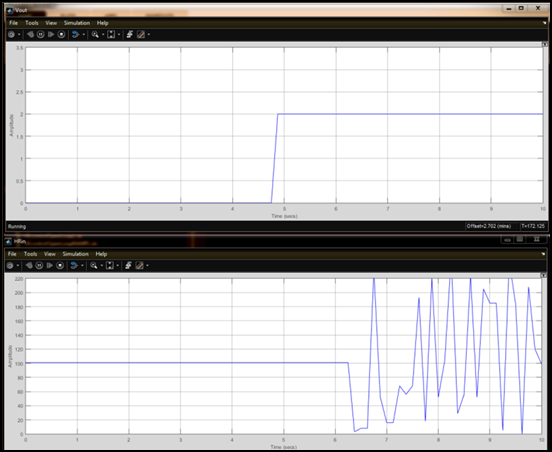 Vout
File Tools View Simulation Help
3.5
3
2.5
2
1.5
1
0.5
0
Amplitude
0 1 2 3 4 5 6 7 8 9 10
Time (secs)
Running Offset=2.702 (mins) T=172.125
File Tools View Simulation Help
220
200
180
160
140
120
100
80
60
40
20
0
Amplitude
0 1 2 3 4 5 6 7 8 9 10
Time (secs)